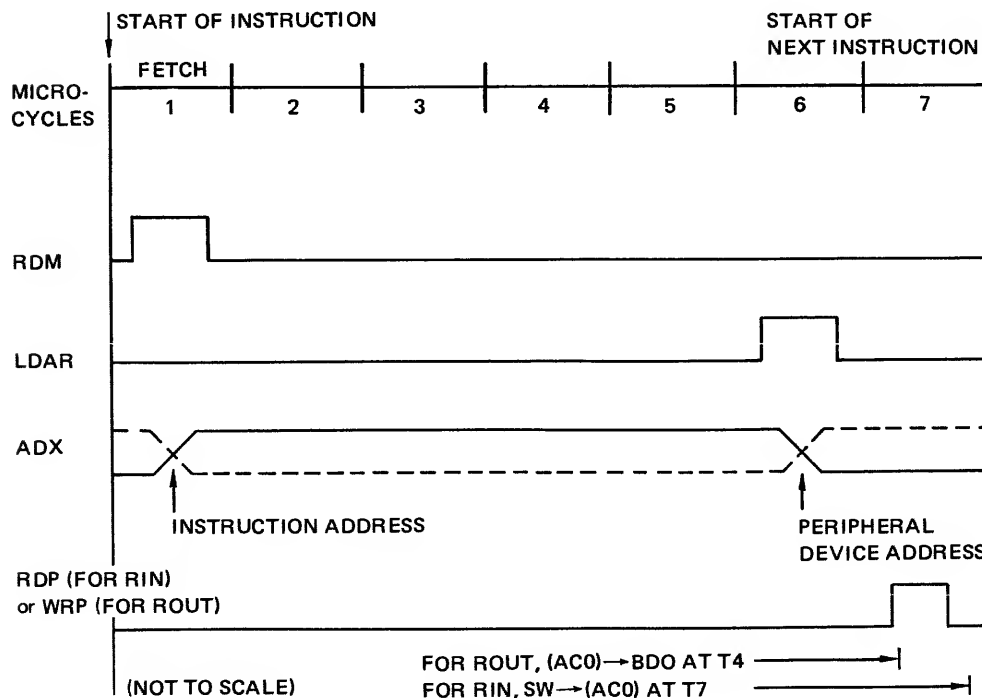 START OF INSTRUCTION
START OF
NEXT INSTRUCTION
FETCH
MICRO-
CYCLES
1 2 3 4 5 6 7
RDM
LDAR
ADX
INSTRUCTION ADDRESS
PERIPHERAL
DEVICE ADDRESS
RDP (FOR RIN)
or WRP (FOR ROUT)
FOR ROUT, (AC0)→BDO AT T4
(NOT TO SCALE)
FOR RIN, SW→(AC0) AT T7